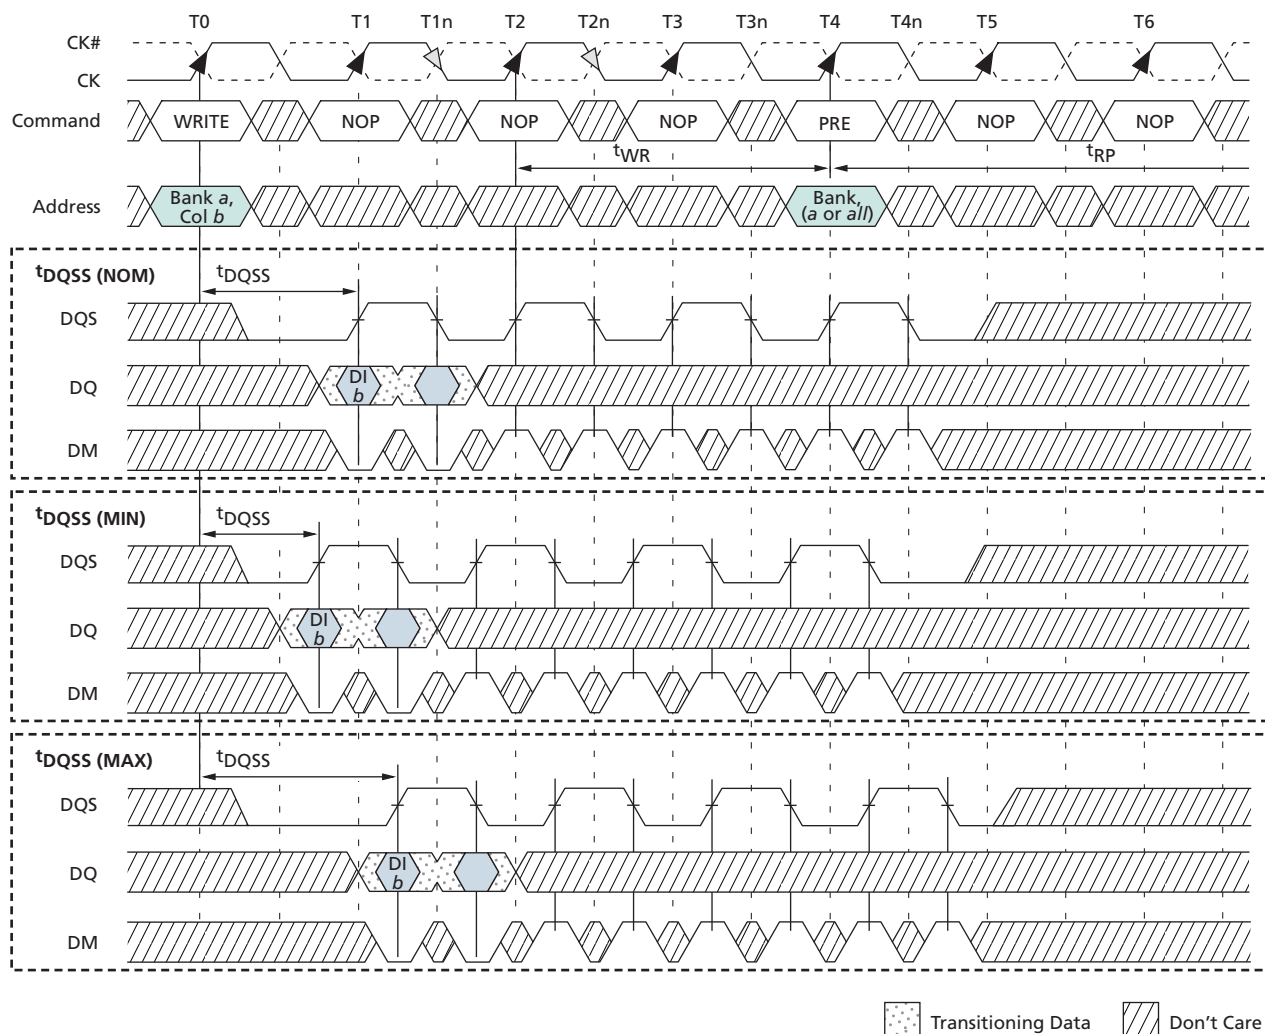 T0 T1 T1n T2 T2n T3 T3n T4 T4n T5 T6
CK#
CK
Command WRITE NOP NOP NOP PRE NOP NOP
tWR tRP
Address Bank a, Col b Bank, (a or all)
tDQSS (NOM) tDQSS
DQS
DQ DI b
DM
tDQSS (MIN) tDQSS
DQS
DQ DI b
DM
tDQSS (MAX) tDQSS
DQS
DQ DI b
DM
Transitioning Data Don't Care